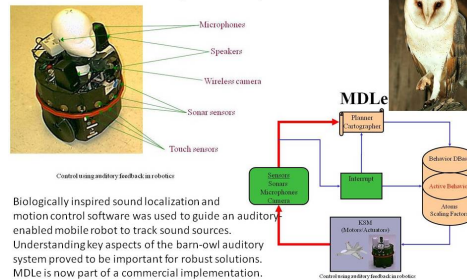 Microphones
Speakers
Wireless camera
Sonar sensors
Touch sensors
Control using auditory feedback in robotics
Biologically inspired sound localization and
motion control software was used to guide an auditory-
enabled mobile robot to track sound sources.
Understanding key aspects of the barn-owl auditory
system proved to be important for robust solutions.
MDLe is now part of a commercial implementation.
MDLe
Planner
Cartographer
Sensors
Sonars
Microphones
Camera
Interrupt
Behavior DBase
Active Behavior
Atoms
Scaling Factors
KSM
(Motors/Actuators)
Control using auditory feedback in robotics